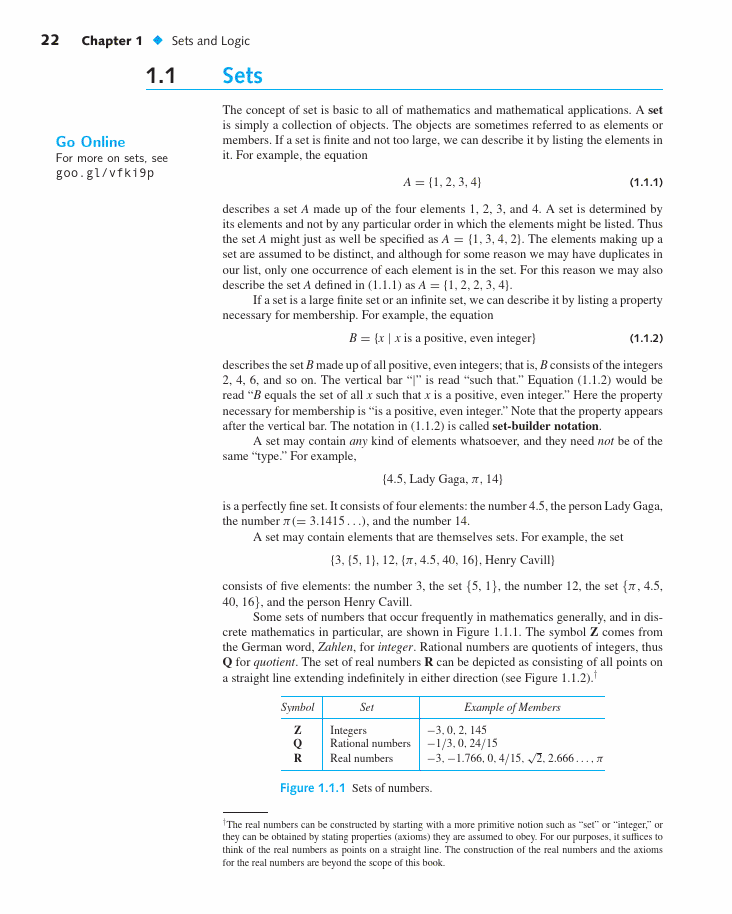 22 Chapter 1 ◆ Sets and Logic
1.1 Sets
The concept of set is basic to all of mathematics and mathematical applications. A set
is simply a collection of objects. The objects are sometimes referred to as elements or
members. If a set is finite and not too large, we can describe it by listing the elements in
it. For example, the equation
Go Online
For more on sets, see
goo.gl/vfki9p
A = {1, 2, 3, 4} (1.1.1)
describes a set A made up of the four elements 1, 2, 3, and 4. A set is determined by
its elements and not by any particular order in which the elements might be listed. Thus
the set A might just as well be specified as A = {1, 3, 4, 2}. The elements making up a
set are assumed to be distinct, and although for some reason we may have duplicates in
our list, only one occurrence of each element is in the set. For this reason we may also
describe the set A defined in (1.1.1) as A = {1, 2, 2, 3, 4}.
If a set is a large finite set or an infinite set, we can describe it by listing a property
necessary for membership. For example, the equation
B = {x | x is a positive, even integer} (1.1.2)
describes the set B made up of all positive, even integers; that is, B consists of the integers
2, 4, 6, and so on. The vertical bar “|” is read “such that.” Equation (1.1.2) would be
read “B equals the set of all x such that x is a positive, even integer.” Here the property
necessary for membership is “is a positive, even integer.” Note that the property appears
after the vertical bar. The notation in (1.1.2) is called set-builder notation.
A set may contain any kind of elements whatsoever, and they need not be of the
same “type.” For example,
{4.5, Lady Gaga, π, 14}
is a perfectly fine set. It consists of four elements: the number 4.5, the person Lady Gaga,
the number π (= 3.1415 . . .), and the number 14.
A set may contain elements that are themselves sets. For example, the set
{3, {5, 1}, 12, {π, 4.5, 40, 16}, Henry Cavill}
consists of five elements: the number 3, the set {5, 1}, the number 12, the set {π, 4.5,
40, 16}, and the person Henry Cavill.
Some sets of numbers that occur frequently in mathematics generally, and in dis-
crete mathematics in particular, are shown in Figure 1.1.1. The symbol Z comes from
the German word, Zahlen, for integer. Rational numbers are quotients of integers, thus
Q for quotient. The set of real numbers R can be depicted as consisting of all points on
a straight line extending indefinitely in either direction (see Figure 1.1.2).†
Symbol Set Example of Members
Z Integers −3, 0, 2, 145
Q Rational numbers −1/3, 0, 24/15
R Real numbers −3, −1.766, 0, 4/15, √2, 2.666 . . . , π
Figure 1.1.1 Sets of numbers.
†The real numbers can be constructed by starting with a more primitive notion such as “set” or “integer,” or
they can be obtained by stating properties (axioms) they are assumed to obey. For our purposes, it suffices to
think of the real numbers as points on a straight line. The construction of the real numbers and the axioms
for the real numbers are beyond the scope of this book.